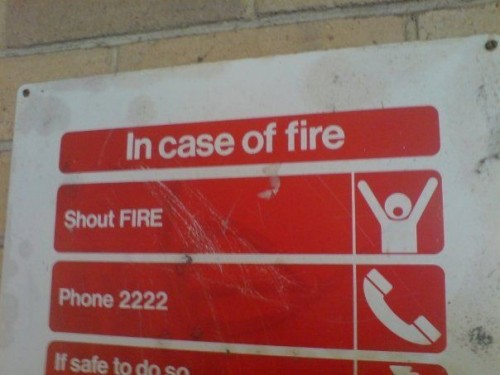 In case of fire
Shout FIRE
Phone 2222
If safe to do so